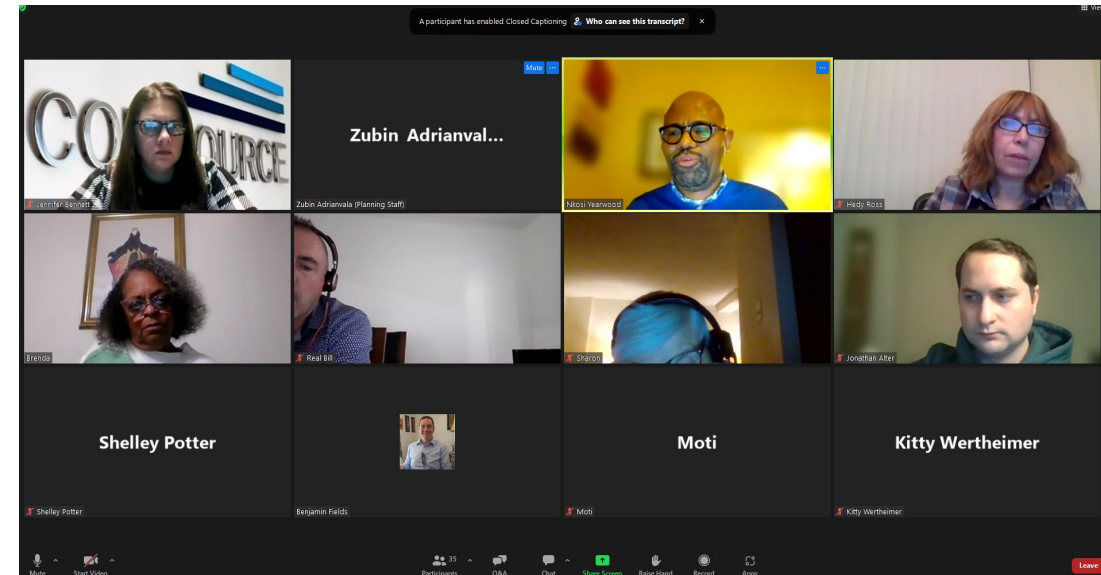 A participant has enabled Closed Captioning Who can see this transcript? ×
Mute ...
Zubin Adrianval...
Jennifer Bennett
Zubin Adrianvala (Planning Staff)
Nkosi Yearwood
Hedy Ross
Brenda
Real Bill
Sharon
Jonathan Alter
Shelley Potter
Moti
Kitty Wertheimer
Shelley Potter
Benjamin Fields
Moti
Kitty Wertheimer
Mute
Start Video
Participants
35
Q&A
Chat
Share Screen
Raise Hand
Record
Apps
Leave